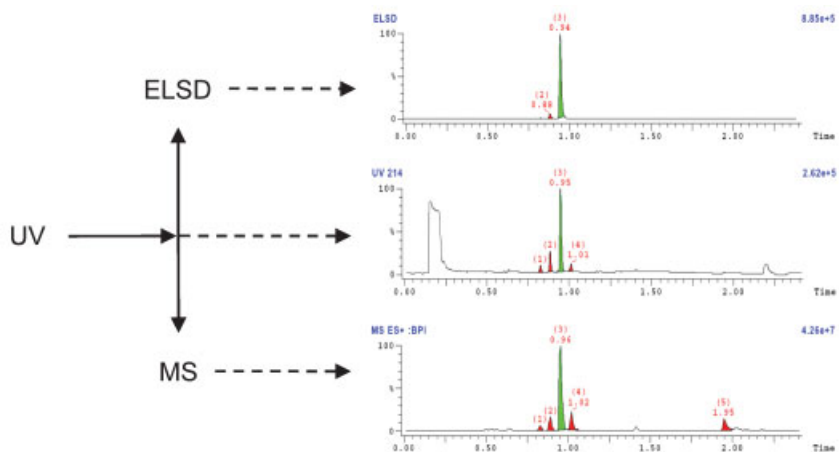 ELSD
8.85e+5
(3)
0.94
100
%
0
(2)
0.88
0.00 0.50 1.00 1.50 2.00
Time
ELSD
UV 214
2.62e+5
(3)
0.95
100
%
0
(1)
(2)
(4)
1.01
0.00 0.50 1.00 1.50 2.00
Time
UV
MS ES+ :BPI
4.26e+7
(3)
0.96
100
%
0
(1)
(2)
(4)
1.02
(5)
1.95
0.00 0.50 1.00 1.50 2.00
Time
MS